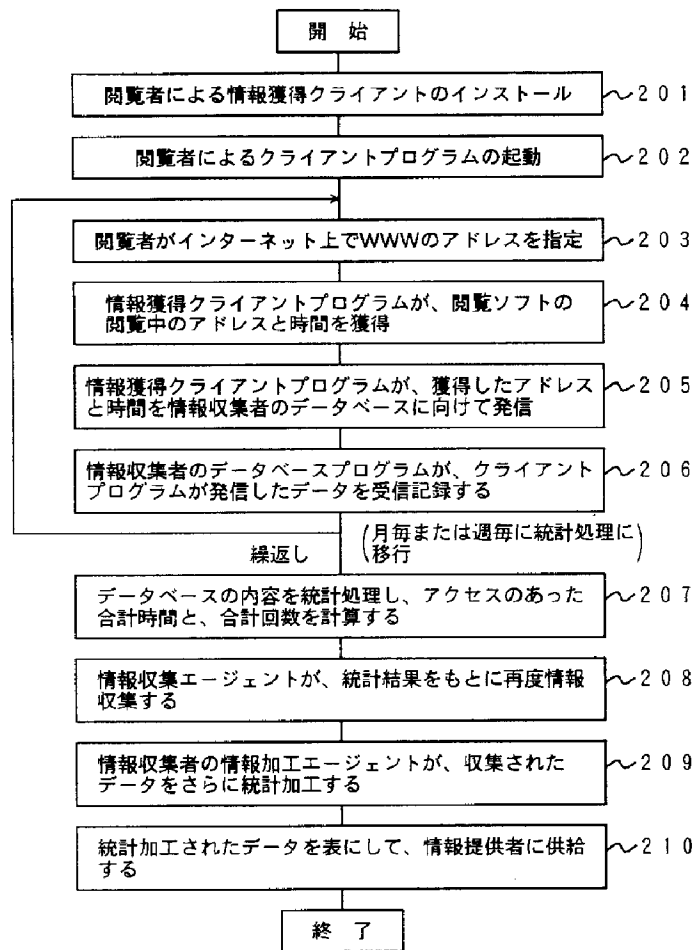 開 始
閲覧者による情報獲得クライアントのインストール
201
閲覧者によるクライアントプログラムの起動
202
閲覧者がインターネット上でWWWのアドレスを指定
203
情報獲得クライアントプログラムが、閲覧ソフトの
閲覧中のアドレスと時間を獲得
204
情報獲得クライアントプログラムが、獲得したアドレス
と時間を情報収集者のデータベースに向けて発信
205
情報収集者のデータベースプログラムが、クライアント
プログラムが発信したデータを受信記録する
206
繰返し
(月毎または週毎に統計処理に
移行)
データベースの内容を統計処理し、アクセスのあった
合計時間と、合計回数を計算する
207
情報収集エージェントが、統計結果をもとに再度情報
収集する
208
情報収集者の情報加工エージェントが、収集された
データをさらに統計加工する
209
統計加工されたデータを表にして、情報提供者に供給
する
210
終 了